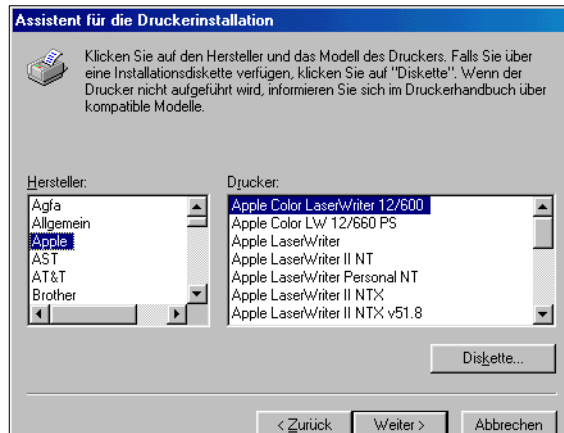 Assistent für die Druckerinstallation
Klicken Sie auf den Hersteller und das Modell des Druckers. Falls Sie über
eine Installationsdiskette verfügen, klicken Sie auf "Diskette". Wenn der
Drucker nicht aufgeführt wird, informieren Sie sich im Druckerhandbuch über
kompatible Modelle.
Hersteller:
Agfa
Allgemein
Apple
AST
AT&T
Brother
Drucker:
Apple Color LaserWriter 12/600
Apple Color LW 12/660 PS
Apple LaserWriter
Apple LaserWriter II NT
Apple LaserWriter Personal NT
Apple LaserWriter II NTX
Apple LaserWriter II NTX v51.8
Diskette...
< Zurück
Weiter >
Abbrechen